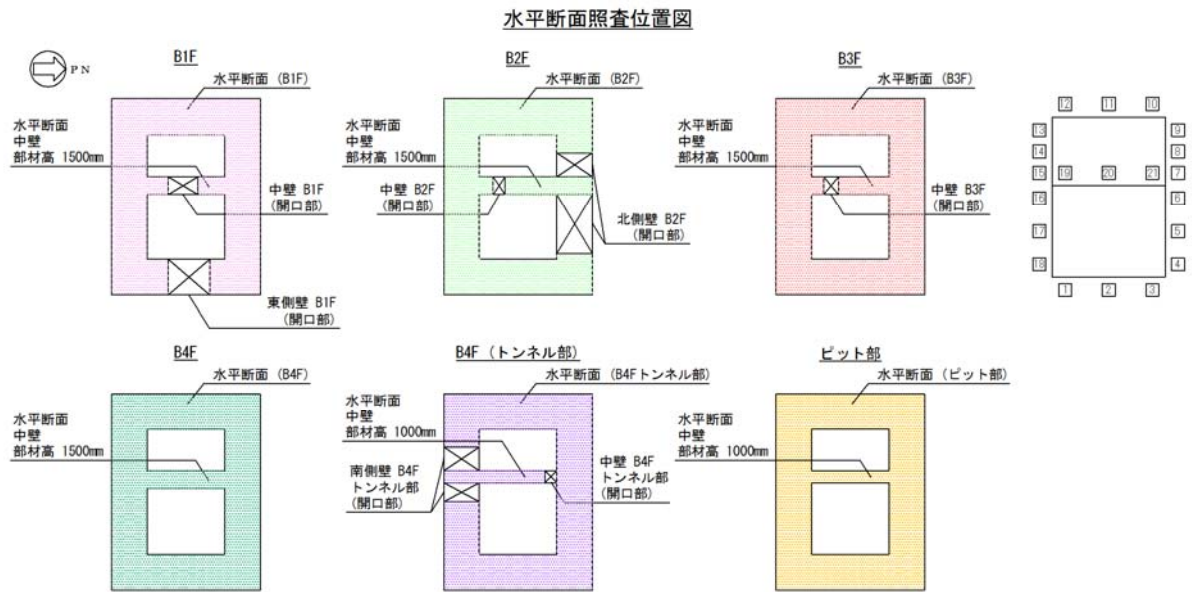 水平断面照査位置図
PN
B1F
水平断面 (B1F)
水平断面
中壁
部材高 1500mm
中壁 B1F
(開口部)
東側壁 B1F
(開口部)
B2F
水平断面 (B2F)
水平断面
中壁
部材高 1500mm
中壁 B2F
(開口部)
北側壁 B2F
(開口部)
B3F
水平断面 (B3F)
水平断面
中壁
部材高 1500mm
中壁 B3F
(開口部)
12 11 10
13 9
14 8
15 19 20 21 7
16 6
17 5
18 4
1 2 3
B4F
水平断面 (B4F)
水平断面
中壁
部材高 1500mm
B4F (トンネル部)
水平断面 (B4Fトンネル部)
水平断面
中壁
部材高 1000mm
南側壁 B4F
トンネル部
(開口部)
中壁 B4F
トンネル部
(開口部)
ピット部
水平断面 (ピット部)
水平断面
中壁
部材高 1000mm